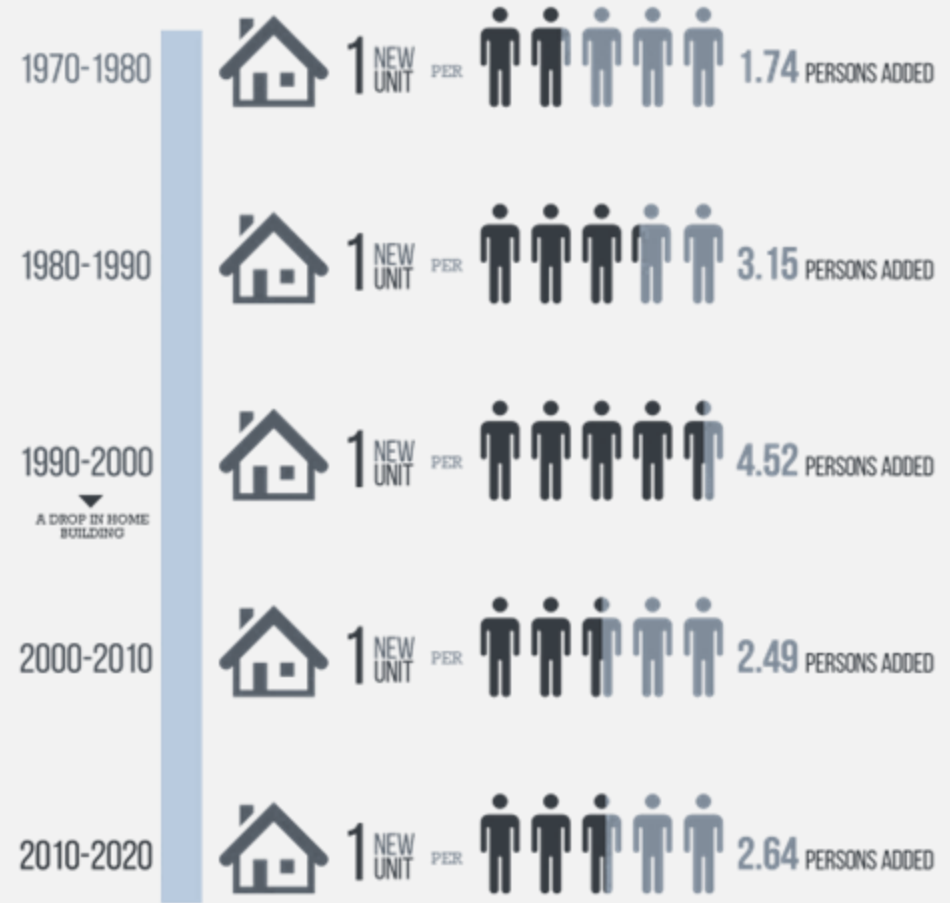 1970-1980 1 NEW UNIT PER 1.74 PERSONS ADDED
1980-1990 1 NEW UNIT PER 3.15 PERSONS ADDED
1990-2000 1 NEW UNIT PER 4.52 PERSONS ADDED
A DROP IN HOME
BUILDING
2000-2010 1 NEW UNIT PER 2.49 PERSONS ADDED
2010-2020 1 NEW UNIT PER 2.64 PERSONS ADDED